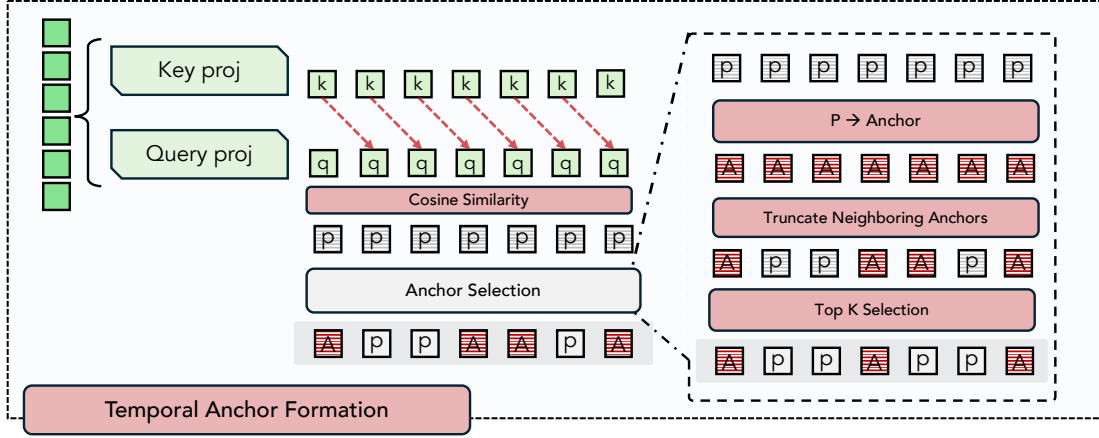 Key proj
Query proj
k k k k k k k
q q q q q q q
Cosine Similarity
p p p p p p p
Anchor Selection
A p p A A p A
Temporal Anchor Formation
p p p p p p p
P → Anchor
A A A A A A A
Truncate Neighboring Anchors
A p p A A p A
Top K Selection
A p p A p p A